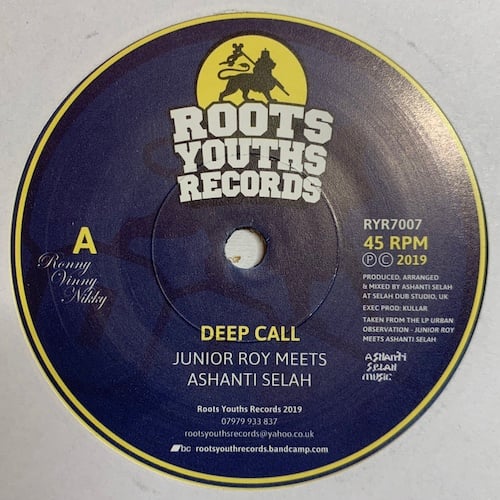 ROOTS
YOUTHS
RECORDS
A
Ronny
Vinny
Nikky
RYR7007
45 RPM
Ⓟ Ⓒ 2019
PRODUCED, ARRANGED
& MIXED BY ASHANTI SELAH
AT SELAH DUB STUDIO, UK
EXEC PROD: KULLAR
TAKEN FROM THE LP URBAN
OBSERVATION - JUNIOR ROY
MEETS ASHANTI SELAH
ASHANTI
SELAH
MUSIC
DEEP CALL
JUNIOR ROY MEETS
ASHANTI SELAH
Roots Youths Records 2019
07979 933 837
rootsyouthsrecords@yahoo.co.uk
bc rootsyouthrecords.bandcamp.com